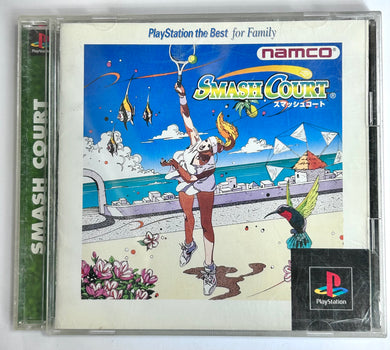 PlayStation the Best for Family
namco
SMASH COURT
スマッシュコート
SMASH COURT
PlayStation